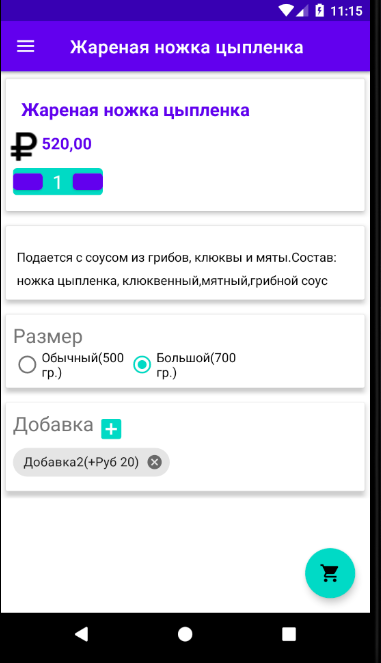 11:15
Жареная ножка цыпленка
Жареная ножка цыпленка
₽ 520,00
1
Подается с соусом из грибов, клюквы и мяты.Состав:
ножка цыпленка, клюквенный,мятный,грибной соус
Размер
Обычный(500
гр.)
Большой(700
гр.)
Добавка
Добавка2(+Руб 20)